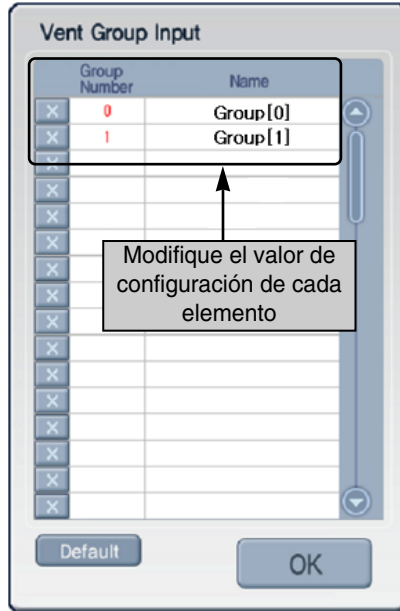 Vent Group Input
Group
Number
Name
X
0
Group[0]
X
1
Group[1]
X
X
X
X
Modifique el valor de
configuración de cada
elemento
X
X
X
X
X
X
X
X
X
X
Default
OK